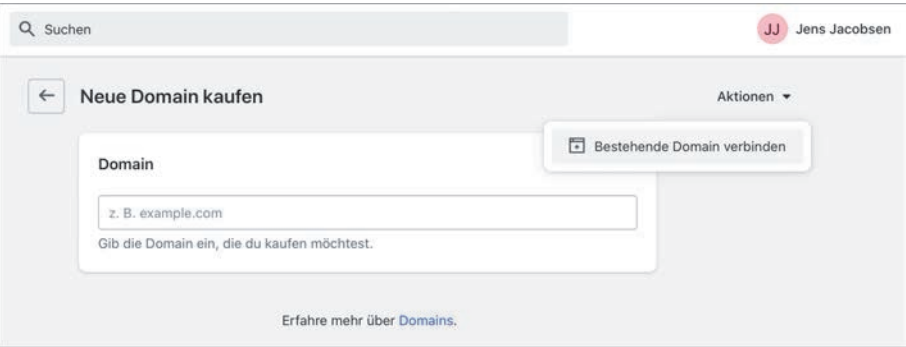 Suchen
JJ Jens Jacobsen
Neue Domain kaufen
Aktionen
Bestehende Domain verbinden
Domain
z. B. example.com
Gib die Domain ein, die du kaufen möchtest.
Erfahre mehr über Domains.